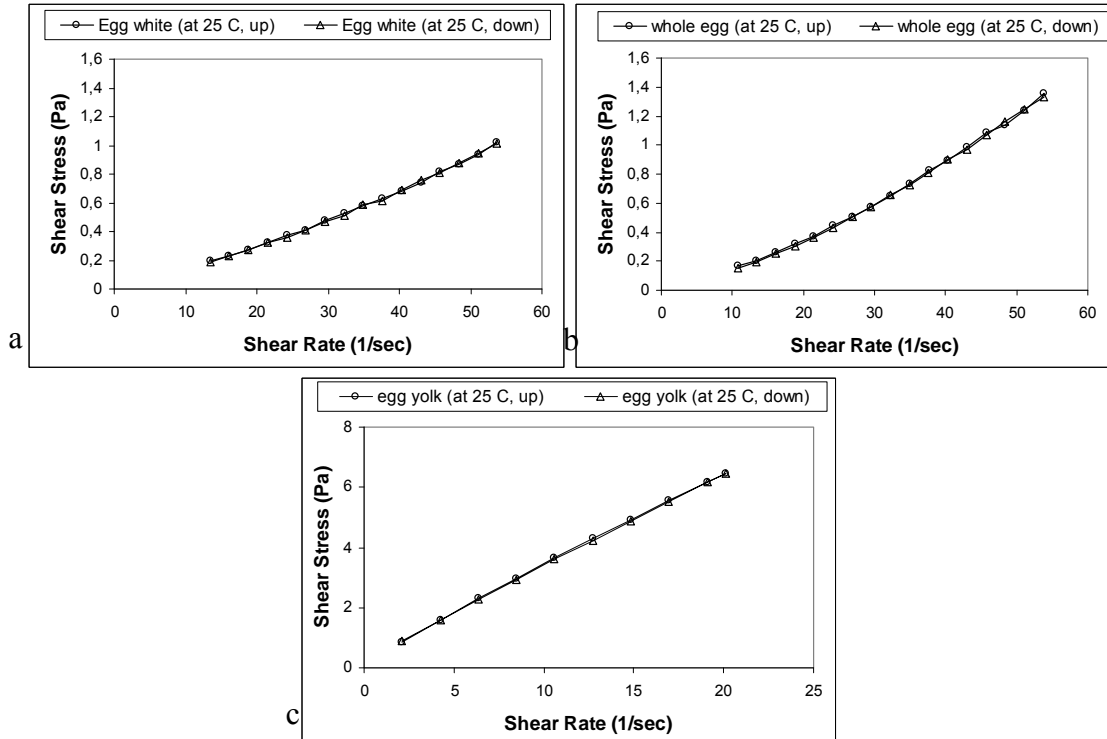 Egg white (at 25 C, up) Egg white (at 25 C, down)
1,6
1,4
1,2
1
0,8
0,6
0,4
0,2
0
Shear Stress (Pa)
0 10 20 30 40 50 60
Shear Rate (1/sec)
a
whole egg (at 25 C, up) whole egg (at 25 C, down)
1,6
1,4
1,2
1
0,8
0,6
0,4
0,2
0
Shear Stress (Pa)
0 10 20 30 40 50 60
Shear Rate (1/sec)
b
egg yolk (at 25 C, up) egg yolk (at 25 C, down)
8
6
4
2
0
Shear Stress (Pa)
0 5 10 15 20 25
Shear Rate (1/sec)
c